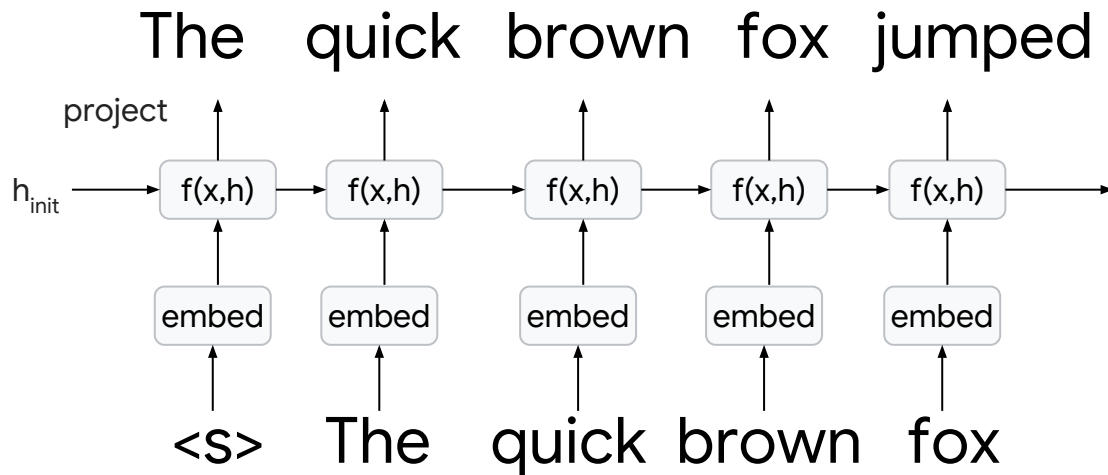 The quick brown fox jumped
project
h_init f(x,h) f(x,h) f(x,h) f(x,h) f(x,h)
embed embed embed embed embed
<s> The quick brown fox